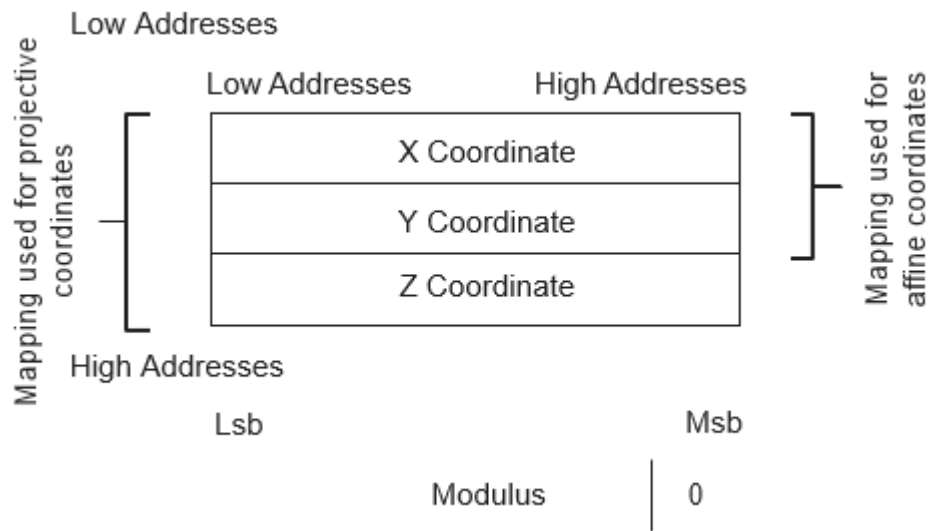 Low Addresses
Low Addresses High Addresses
Mapping used for projective
coordinates
X Coordinate
Y Coordinate
Z Coordinate
Mapping used for
affine coordinates
High Addresses
Lsb Msb
Modulus 0